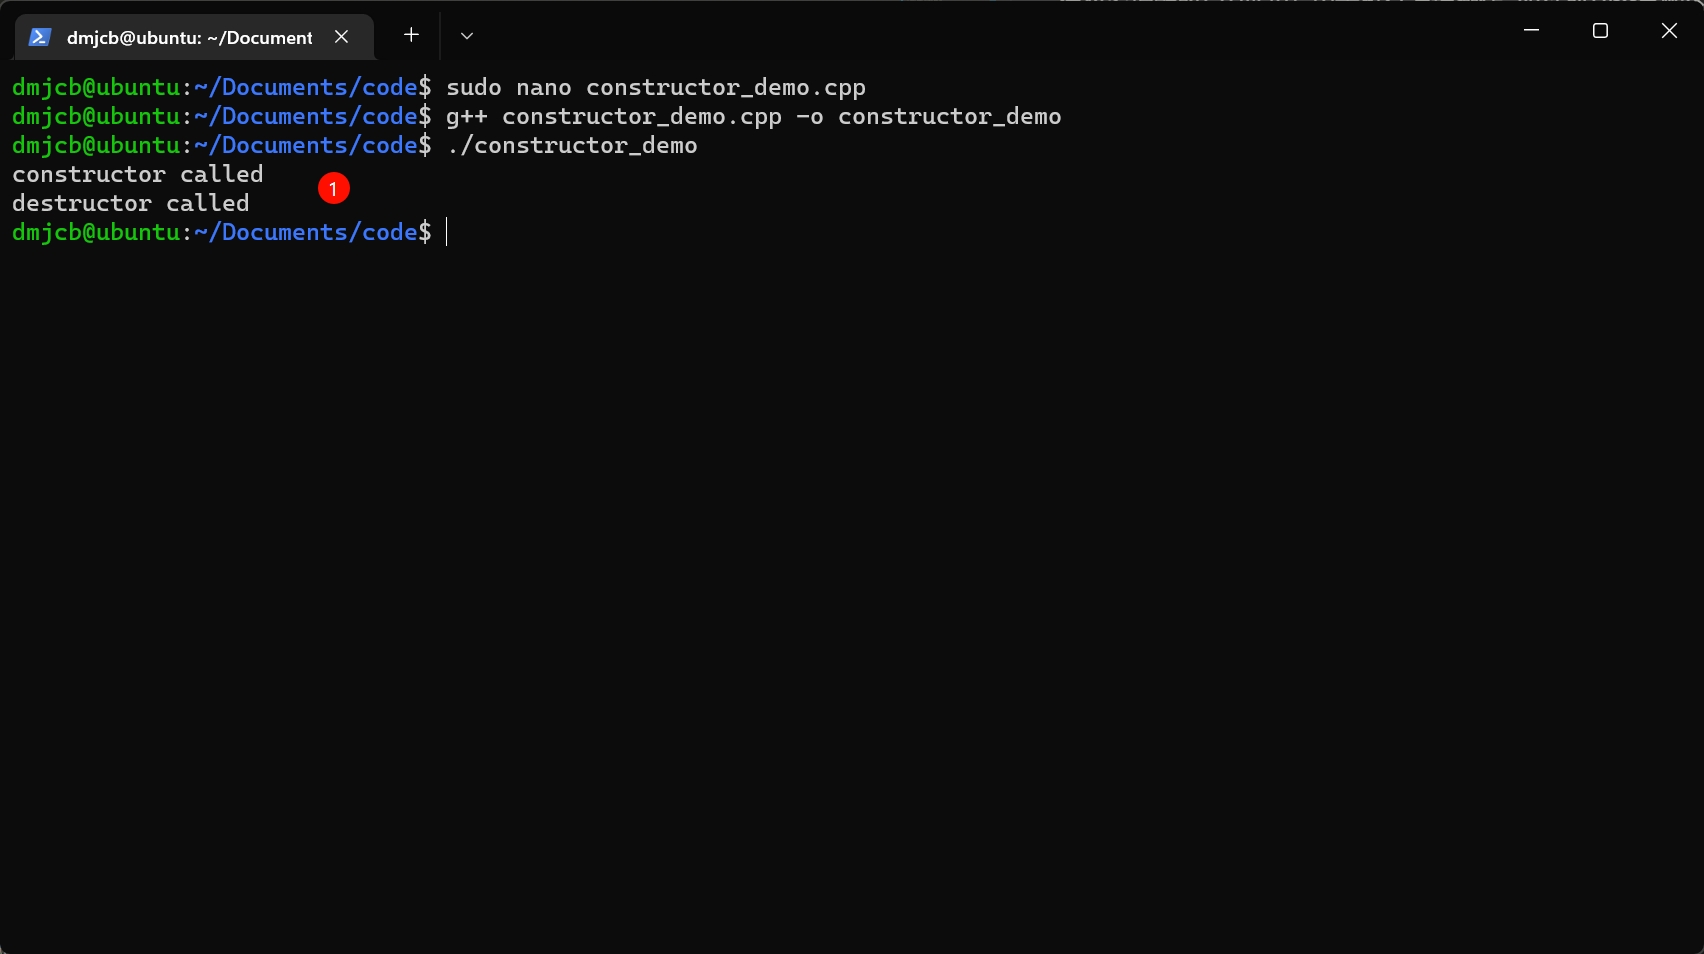 dmjcb@ubuntu: ~/Document
dmjcb@ubuntu:~/Documents/code$ sudo nano constructor_demo.cpp
dmjcb@ubuntu:~/Documents/code$ g++ constructor_demo.cpp -o constructor_demo
dmjcb@ubuntu:~/Documents/code$ ./constructor_demo
constructor called
1
destructor called
dmjcb@ubuntu:~/Documents/code$